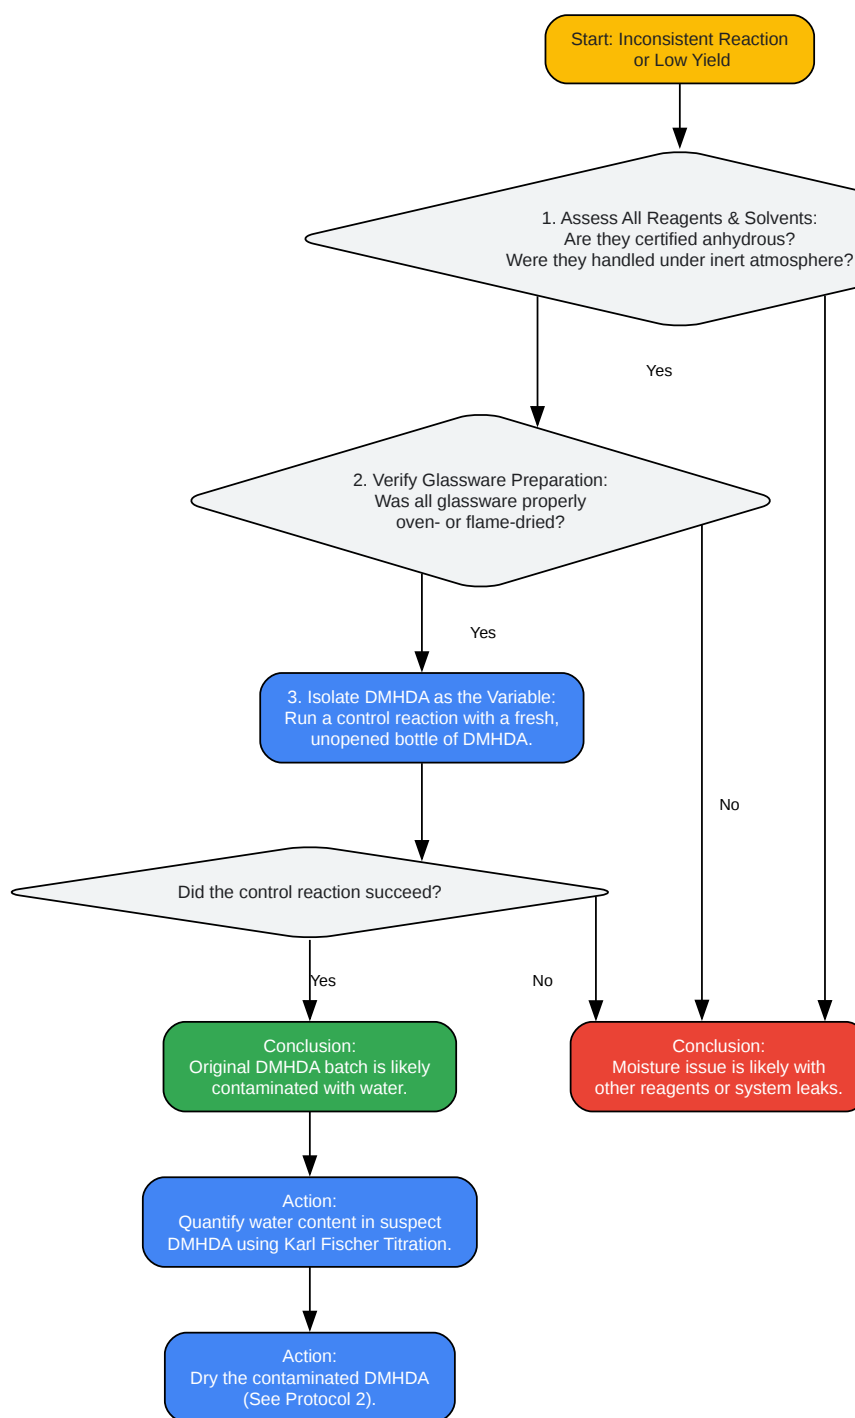 Start: Inconsistent Reaction
or Low Yield
1. Assess All Reagents & Solvents:
Are they certified anhydrous?
Were they handled under inert atmosphere?
Yes
2. Verify Glassware Preparation:
Was all glassware properly
oven- or flame-dried?
Yes
3. Isolate DMHDA as the Variable:
Run a control reaction with a fresh,
unopened bottle of DMHDA.
No
Did the control reaction succeed?
Yes
No
Conclusion:
Original DMHDA batch is likely
contaminated with water.
Conclusion:
Moisture issue is likely with
other reagents or system leaks.
Action:
Quantify water content in suspect
DMHDA using Karl Fischer Titration.
Action:
Dry the contaminated DMHDA
(See Protocol 2).